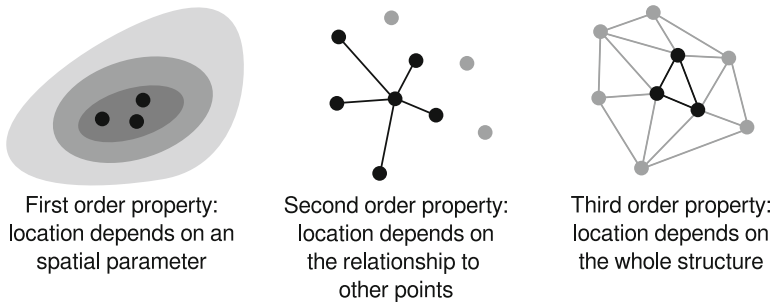 First order property:
location depends on an
spatial parameter
Second order property:
location depends on
the relationship to
other points
Third order property:
location depends on
the whole structure